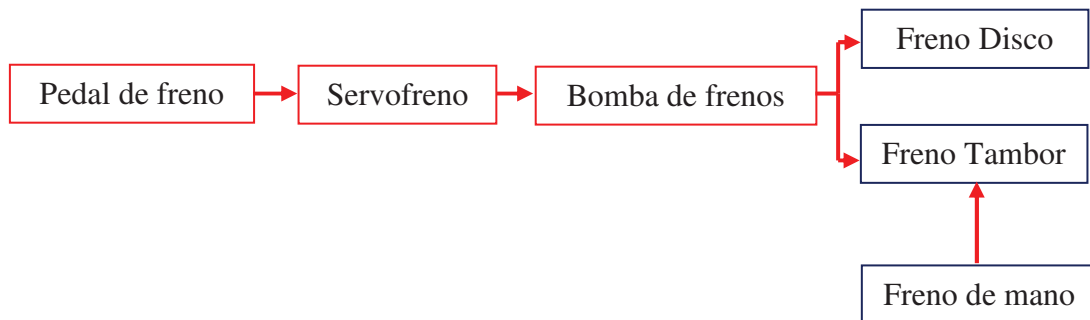 Freno Disco
Pedal de freno
Servofreno
Bomba de frenos
Freno Tambor
Freno de mano